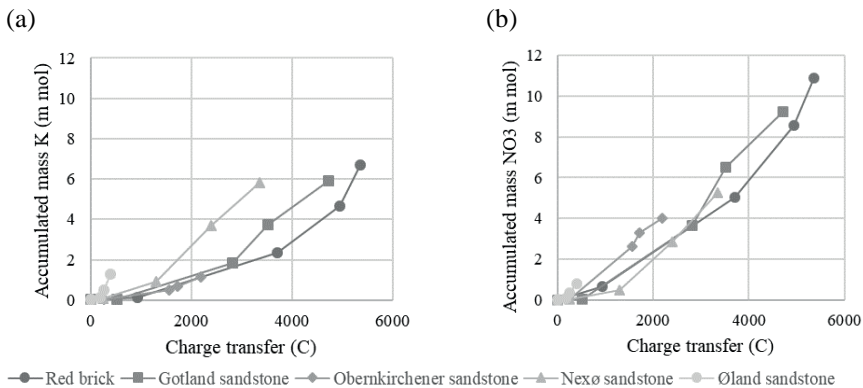 (a)
(b)
Accumulated mass K (m mol)
12
10
8
6
4
2
0
0 2000 4000 6000
Charge transfer (C)
Accumulated mass NO3 (m mol)
12
10
8
6
4
2
0
0 2000 4000 6000
Charge transfer (C)
Red brick Gotland sandstone Obernkirchener sandstone Nexø sandstone Øland sandstone